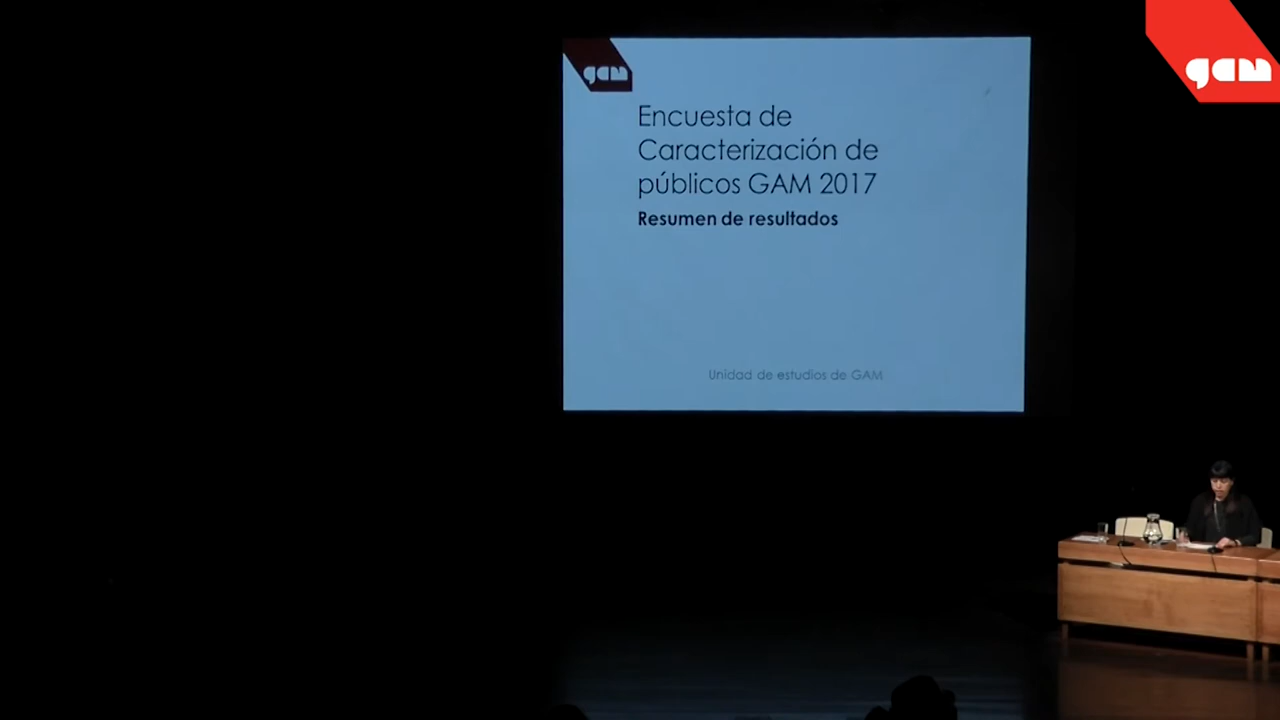 gam
gam
Encuesta de
Caracterización de
públicos GAM 2017
Resumen de resultados
Unidad de estudios de GAM